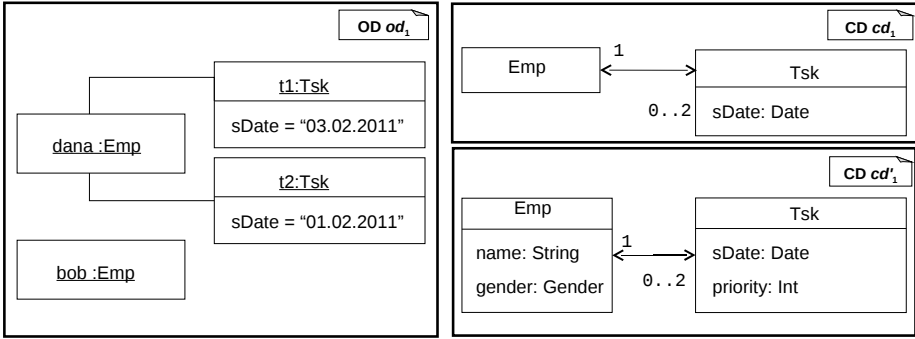 OD od1
t1:Tsk
sDate = “03.02.2011”
dana :Emp
t2:Tsk
sDate = “01.02.2011”
bob :Emp
CD cd1
Emp
1
0..2
Tsk
sDate: Date
CD cd'1
Emp
name: String
gender: Gender
1
0..2
Tsk
sDate: Date
priority: Int